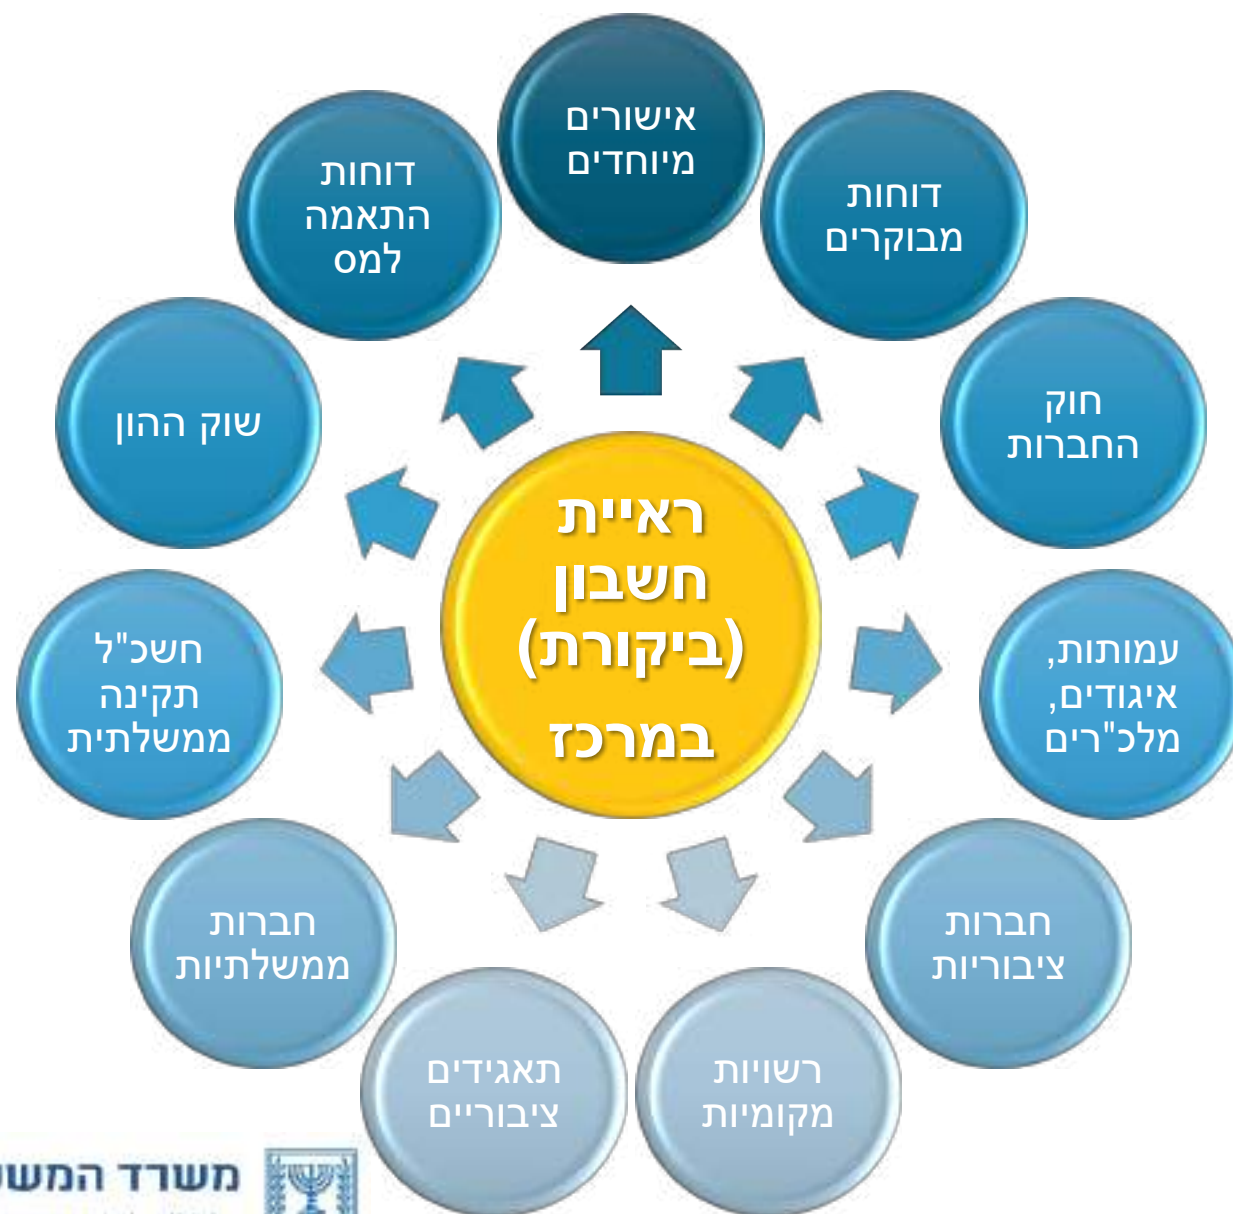 אישורים
מיוחדים
דוחות
מבוקרים
חוק
החברות
עמותות,
איגודים,
מלכ"רים
חברות
ציבוריות
רשויות
מקומיות
תאגידים
ציבוריים
חברות
ממשלתיות
חשכ"ל
תקינה
ממשלתית
שוק ההון
דוחות
התאמה
למס
ראיית
חשבון
(ביקורת)
במרכז
משרד